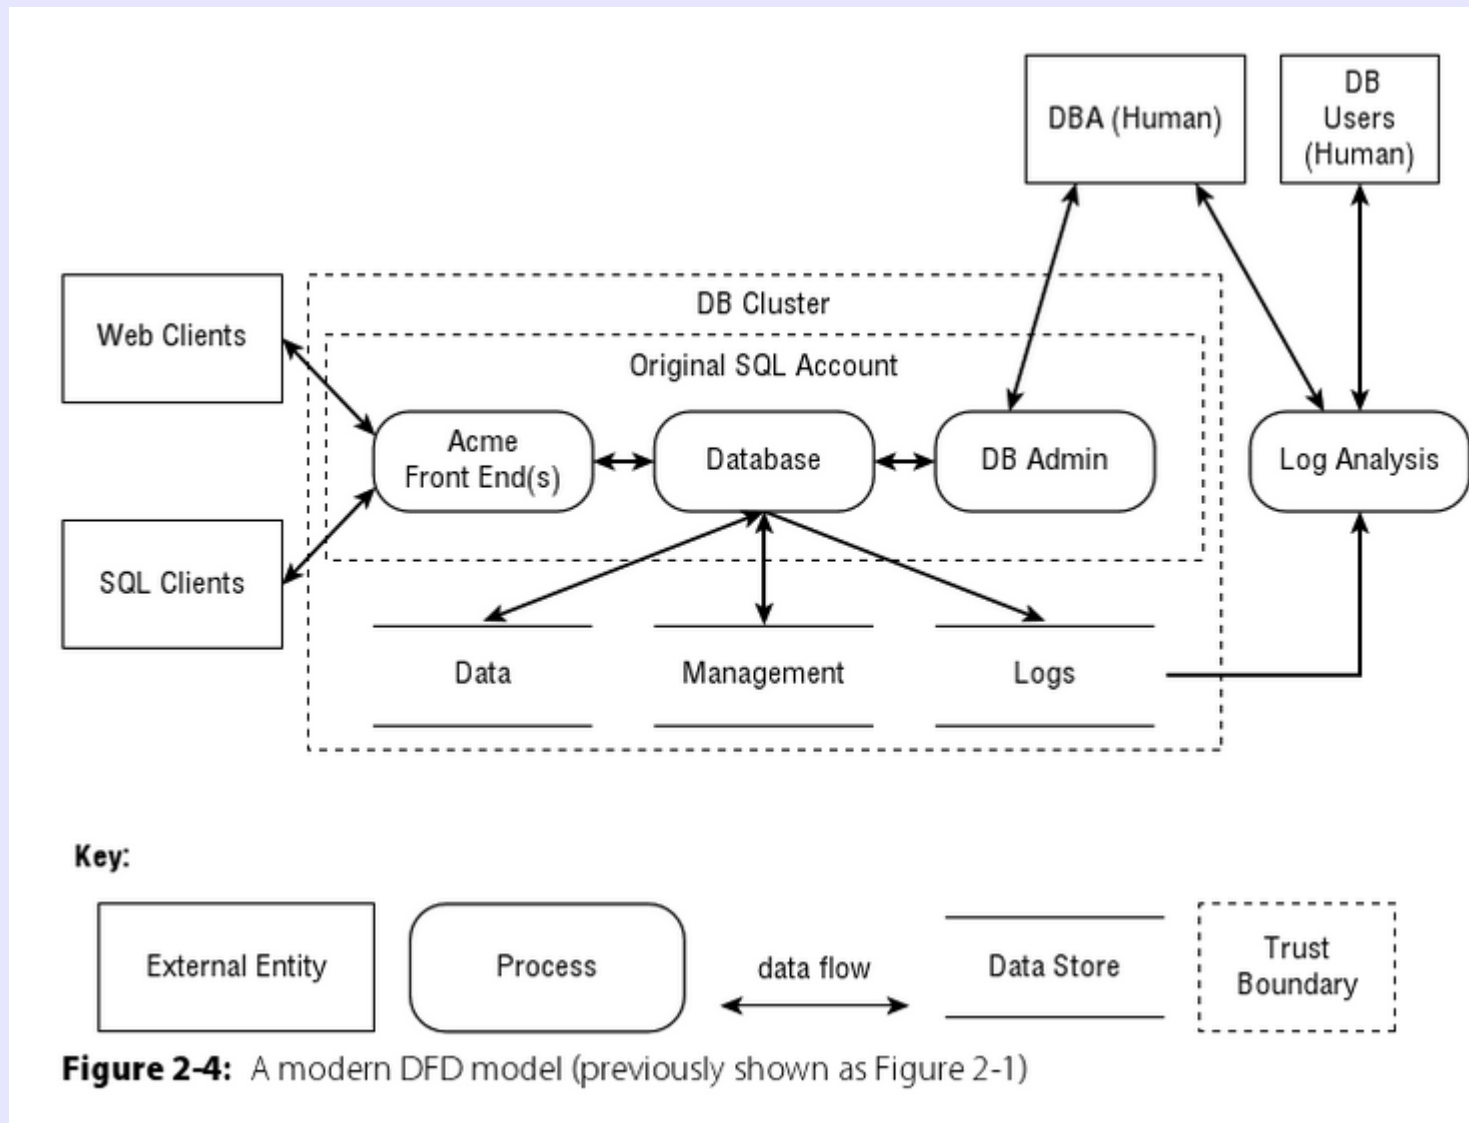 DBA (Human)
DB
Users
(Human)
DB Cluster
Web Clients
Original SQL Account
Acme
Front End(s)
Database
DB Admin
Log Analysis
SQL Clients
Data
Management
Logs
Key:
External Entity
Process
data flow
Data Store
Trust
Boundary
Figure 2-4: A modern DFD model (previously shown as Figure 2-1)